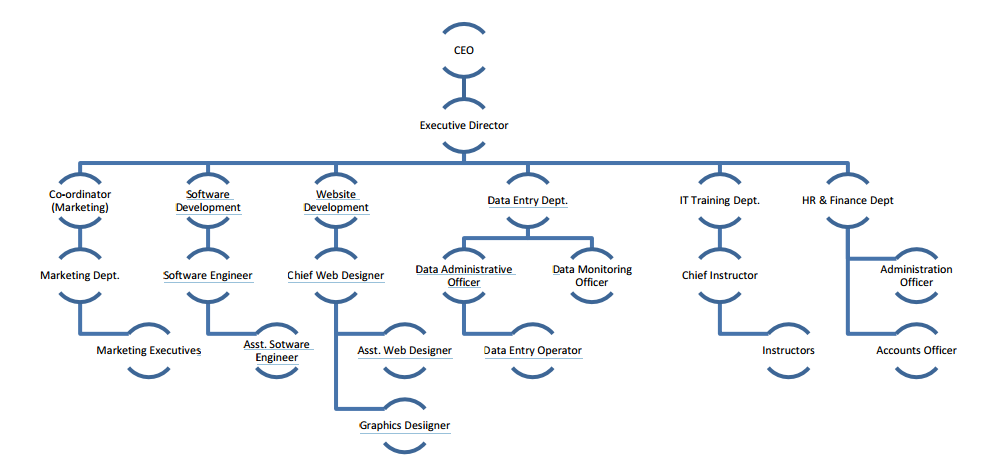 CEO
Executive Director
Co-ordinator
(Marketing)
Software
Development
Website
Development
Data Entry Dept.
IT Training Dept.
HR & Finance Dept
Marketing Dept.
Software Engineer
Chief Web Designer
Data Administrative
Officer
Data Monitoring
Officer
Chief Instructor
Administration
Officer
Marketing Executives
Asst. Sotware
Engineer
Asst. Web Designer
Data Entry Operator
Instructors
Accounts Officer
Graphics Desiigner